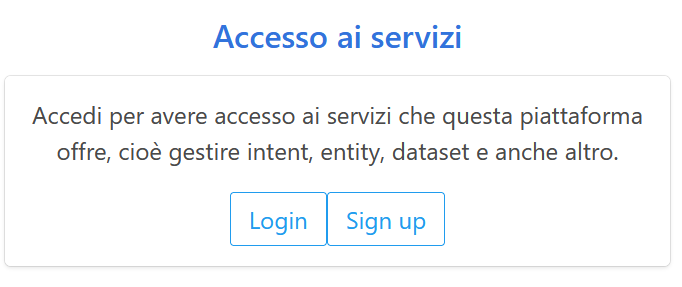 Accesso ai servizi
Accedi per avere accesso ai servizi che questa piattaforma
offre, cioè gestire intent, entity, dataset e anche altro.
Login Sign up